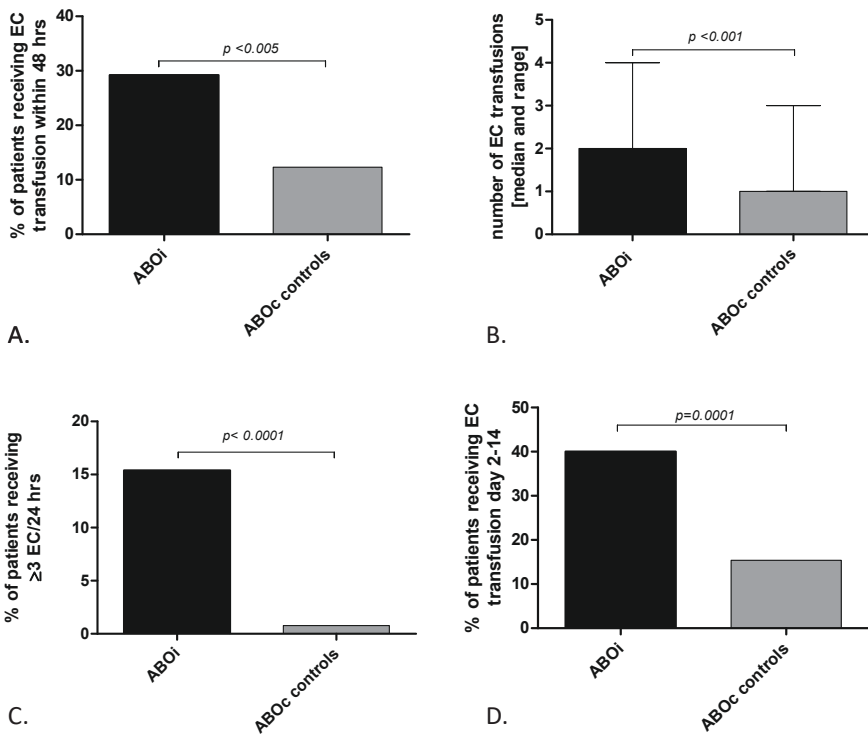 % of patients receiving EC
transfusion within 48 hrs
40
30
20
10
0
p <0.005
ABOi
ABOc controls
A.
number of EC transfusions
[median and range]
5
4
3
2
1
0
p <0.001
ABOi
ABOc controls
B.
% of patients receiving
≥3 EC/24 hrs
20
15
10
5
0
p< 0.0001
ABOi
ABOc controls
C.
% of patients receiving EC
transfusion day 2-14
50
40
30
20
10
0
p=0.0001
ABOi
ABOc controls
D.